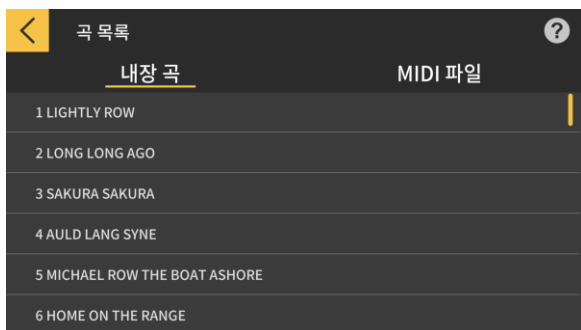 곡 목록
?
내장 곡 MIDI 파일
1 LIGHTLY ROW
2 LONG LONG AGO
3 SAKURA SAKURA
4 AULD LANG SYNE
5 MICHAEL ROW THE BOAT ASHORE
6 HOME ON THE RANGE